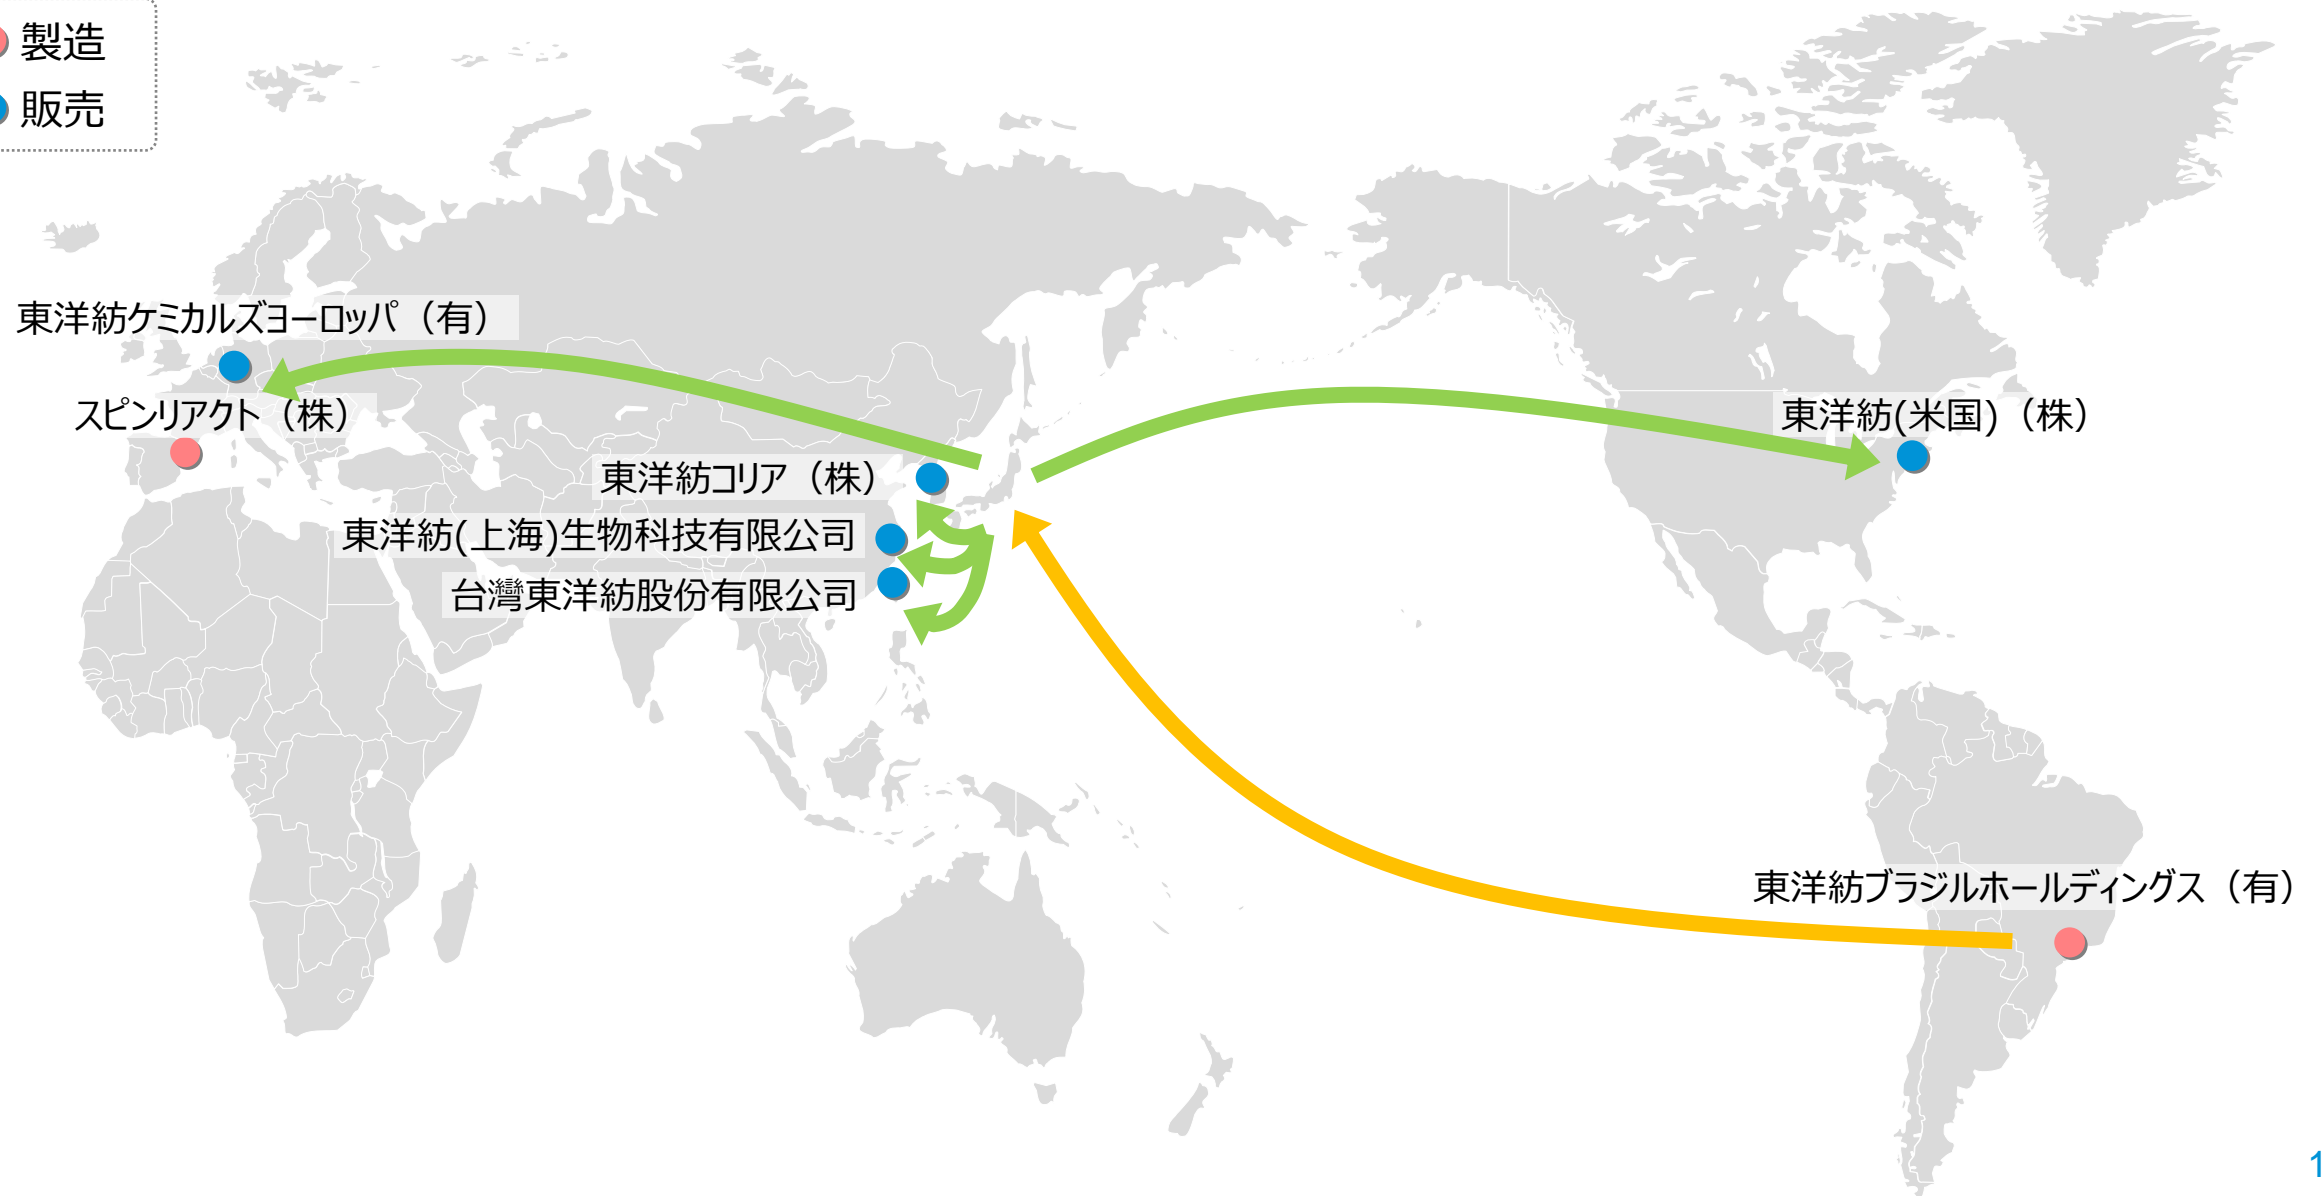 製造
販売
東洋紡ケミカルズヨーロッパ（有）
スピンリアクト（株）
東洋紡(米国)（株）
東洋紡コリア（株）
東洋紡(上海)生物科技有限公司
台灣東洋紡股份有限公司
東洋紡ブラジルホールディングス（有）
1